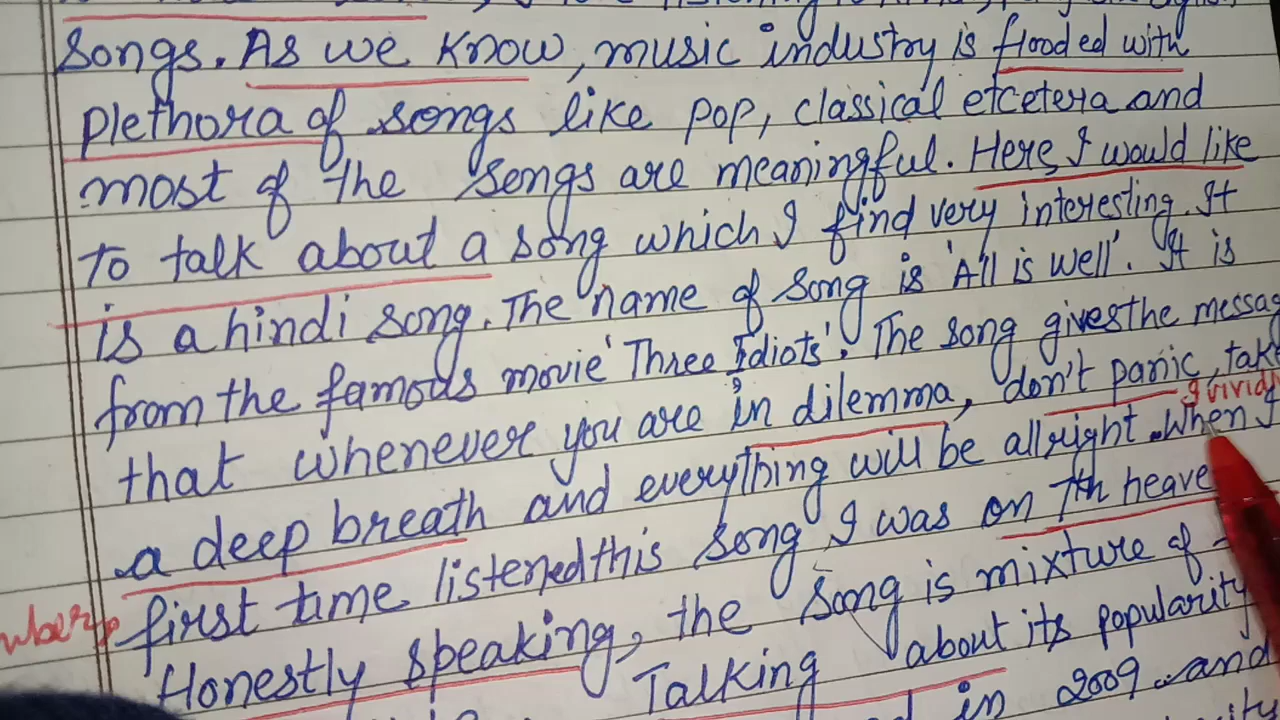 songs. As we know, music industry is flooded with
plethora of songs like pop, classical etcetera and
most of the songs are meaningful. Here, I would like
to talk about a song which I find very interesting. It
is a hindi song. The name of song is 'All is well'. It is
from the famous movie 'Three Idiots'. The song gives the messag
that whenever you are in dilemma, don't panic, tak
a deep breath and everything will be allright. When I
first time listened this song I was on 7th heave
Honestly speaking, the song is mixture of
Talking about its popularity
in 2009 and